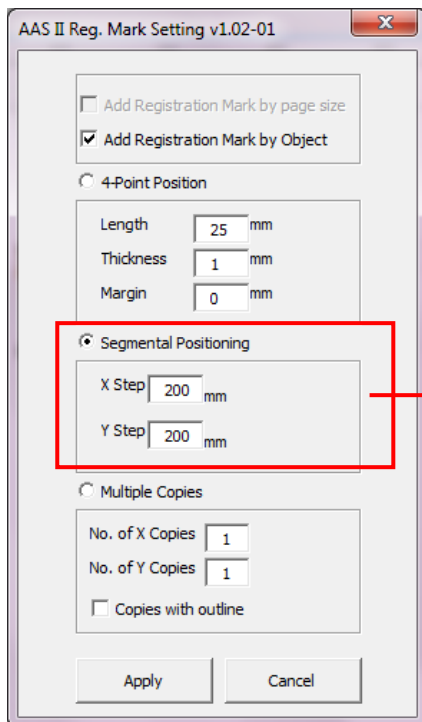 AAS II Reg. Mark Setting v1.02-01
Add Registration Mark by page size
Add Registration Mark by Object
4-Point Position
Length 25 mm
Thickness 1 mm
Margin 0 mm
Segmental Positioning
X Step 200 mm
Y Step 200 mm
Multiple Copies
No. of X Copies 1
No. of Y Copies 1
Copies with outline
Apply Cancel